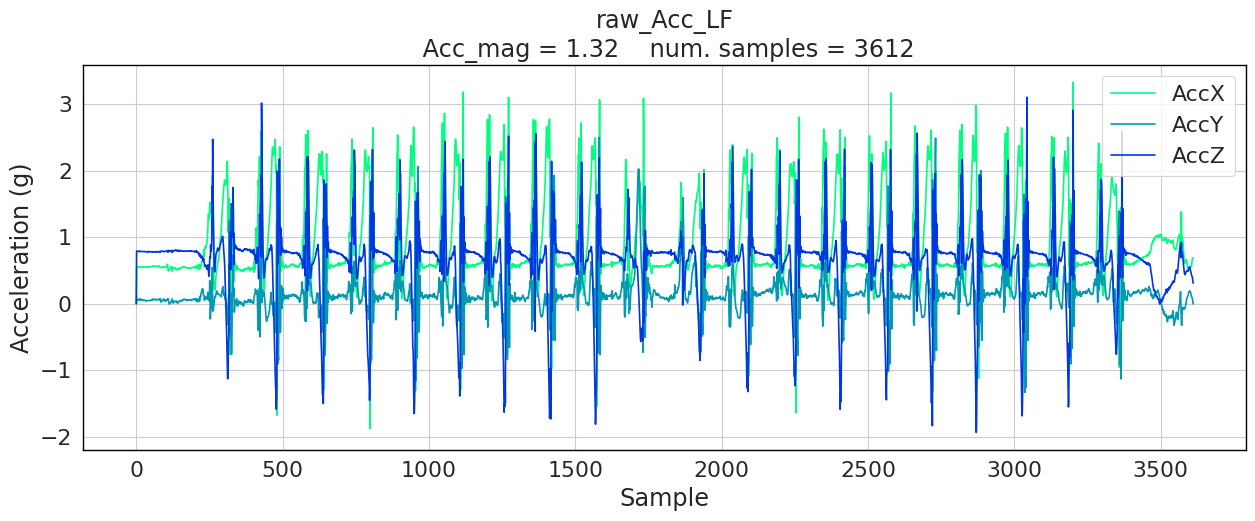 raw_Acc_LF
Acc_mag = 1.32    num. samples = 3612
Acceleration (g)
3
2
1
0
−1
−2
0 500 1000 1500 2000 2500 3000 3500
Sample
AccX
AccY
AccZ